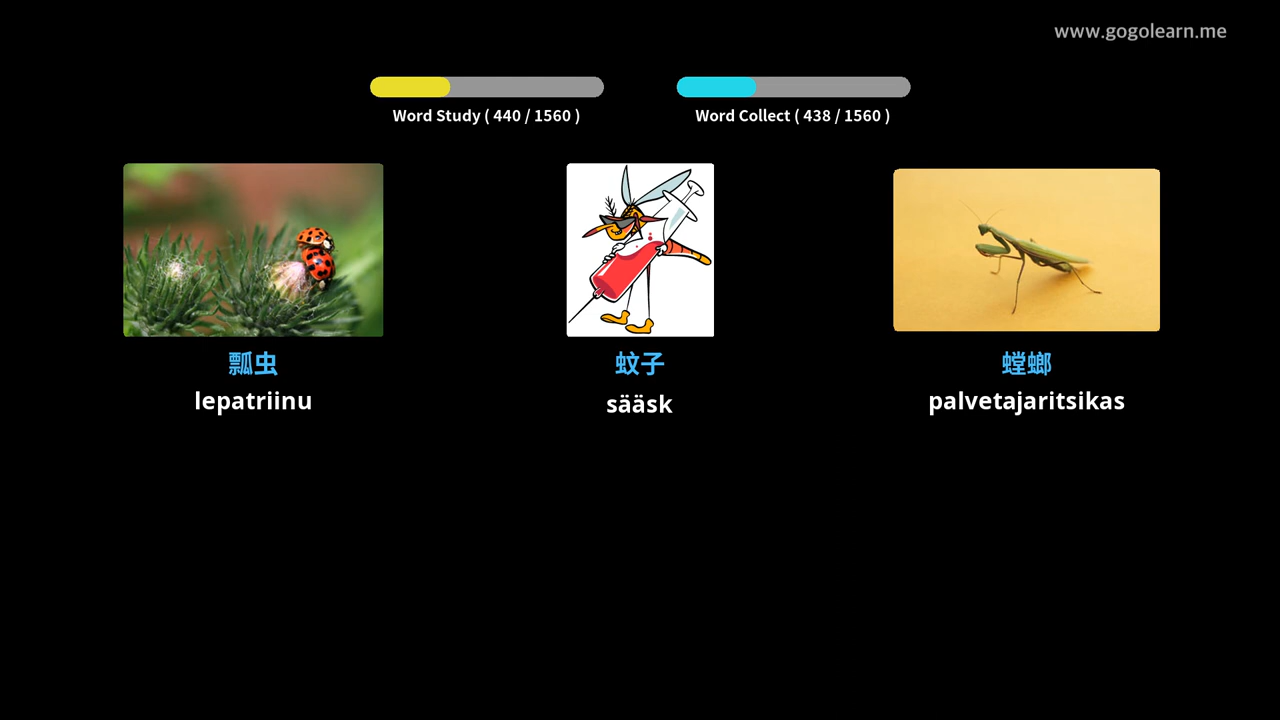 www.gogolearn.me
Word Study ( 440 / 1560 )
Word Collect ( 438 / 1560 )
瓢虫
lepatriinu
蚊子
sääsk
螳螂
palvetajaritsikas